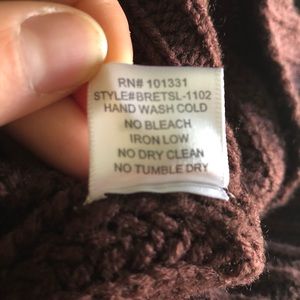 RN# 101331
STYLE#BRETSL-1102
HAND WASH COLD
NO BLEACH
IRON LOW
NO DRY CLEAN
NO TUMBLE DRY